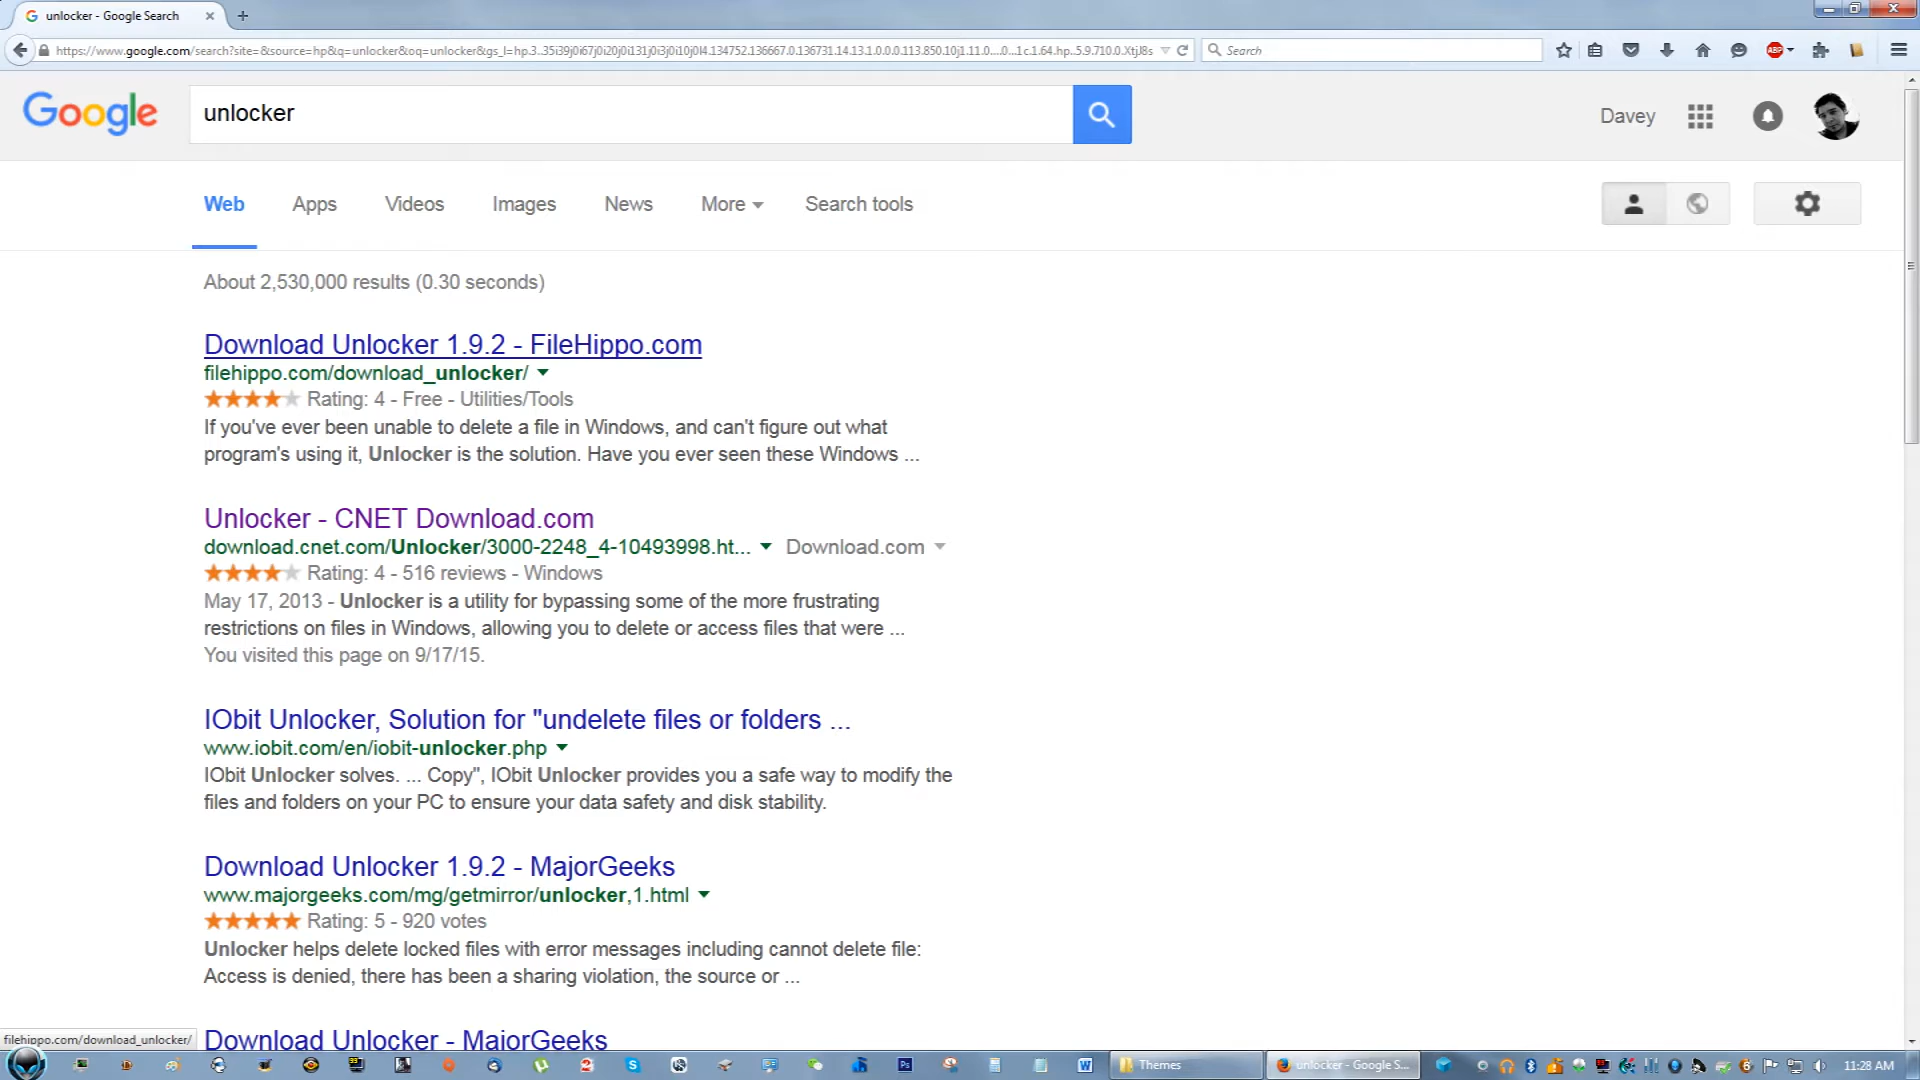 unlocker - Google Search
https://www.google.com/search?site=&source=hp&q=unlocker&oq=unlocker&gs_l=hp.3..35i39j0i67j0i20j0i131j0i3j0i10j0l4.134752.136667.0.136731.14.13.1.0.0.0.113.850.10j1.11.0....0...1c.1.64.hp..5.9.710.0.XtjJ8s
Search
Google
unlocker
Davey
Web Apps Videos Images News More Search tools
About 2,530,000 results (0.30 seconds)
Download Unlocker 1.9.2 - FileHippo.com
filehippo.com/download_unlocker/
Rating: 4 - Free - Utilities/Tools
If you've ever been unable to delete a file in Windows, and can't figure out what
program's using it, Unlocker is the solution. Have you ever seen these Windows ...
Unlocker - CNET Download.com
download.cnet.com/Unlocker/3000-2248_4-10493998.ht... Download.com
Rating: 4 - 516 reviews - Windows
May 17, 2013 - Unlocker is a utility for bypassing some of the more frustrating
restrictions on files in Windows, allowing you to delete or access files that were ...
You visited this page on 9/17/15.
IObit Unlocker, Solution for "undelete files or folders ...
www.iobit.com/en/iobit-unlocker.php
IObit Unlocker solves. ... Copy", IObit Unlocker provides you a safe way to modify the
files and folders on your PC to ensure your data safety and disk stability.
Download Unlocker 1.9.2 - MajorGeeks
www.majorgeeks.com/mg/getmirror/unlocker,1.html
Rating: 5 - 920 votes
Unlocker helps delete locked files with error messages including cannot delete file:
Access is denied, there has been a sharing violation, the source or ...
Download Unlocker - MajorGeeks
filehippo.com/download_unlocker/
Themes
unlocker - Google S...
11:28 AM